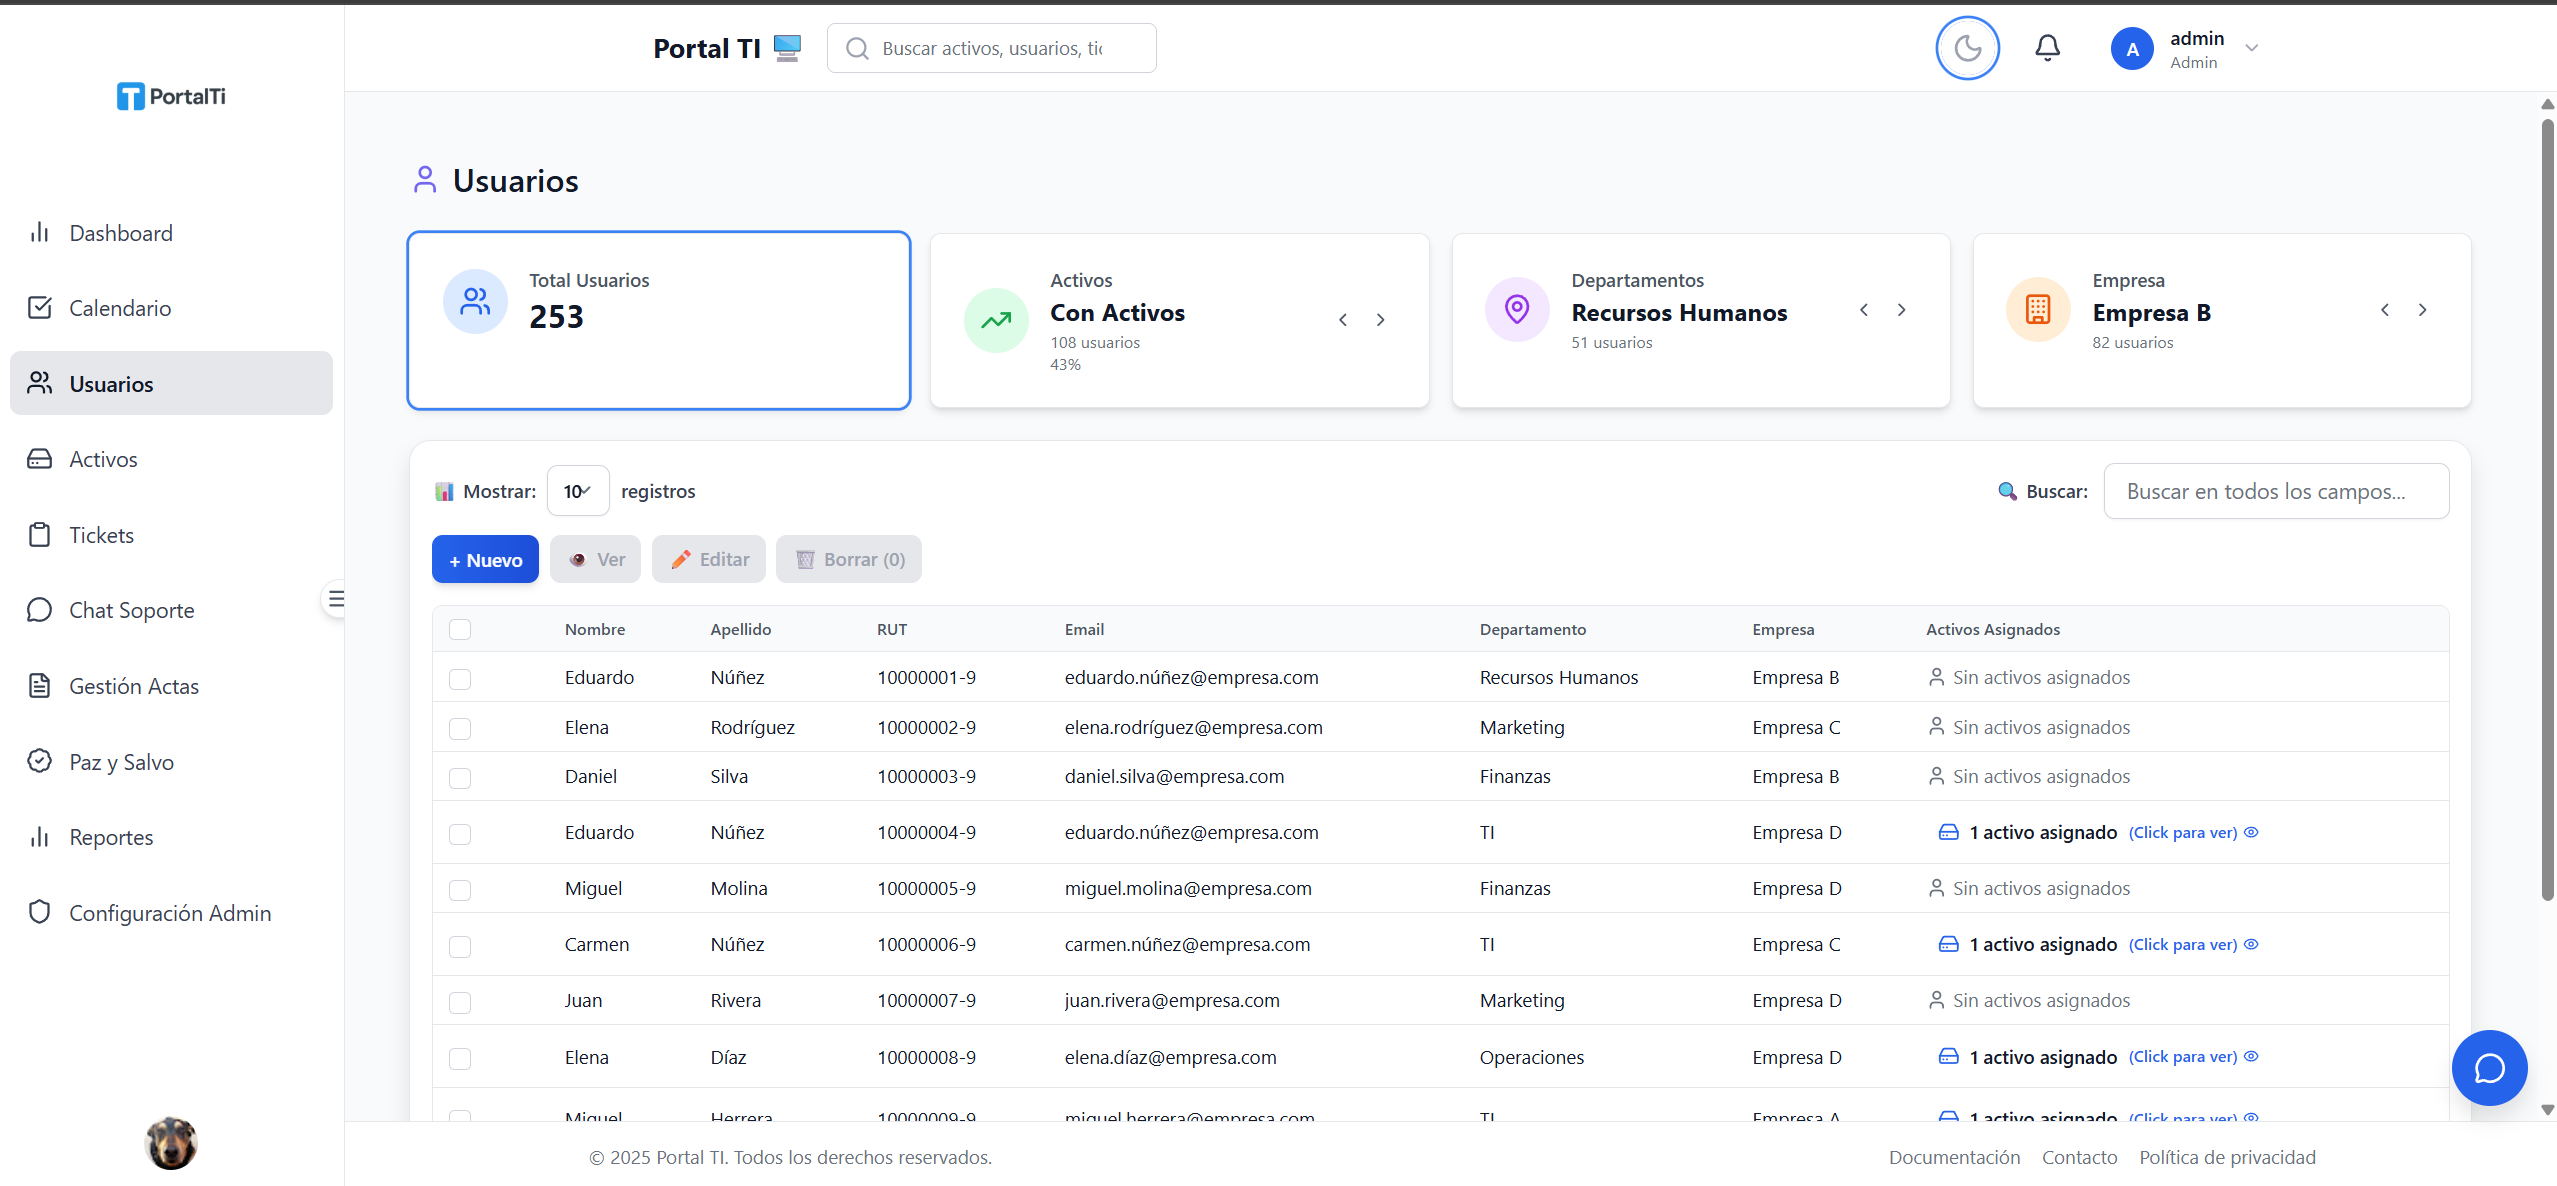 PortalTi
Dashboard
Calendario
Usuarios
Activos
Tickets
Chat Soporte
Gestión Actas
Paz y Salvo
Reportes
Configuración Admin
Portal TI
Buscar activos, usuarios, tic
A
admin
Admin
Usuarios
Total Usuarios
253
Activos
Con Activos
108 usuarios
43%
Departamentos
Recursos Humanos
51 usuarios
Empresa
Empresa B
82 usuarios
Mostrar: 10 registros
Buscar: Buscar en todos los campos...
+ Nuevo Ver Editar Borrar (0)
Nombre Apellido RUT Email Departamento Empresa Activos Asignados
Eduardo Núñez 10000001-9 eduardo.núñez@empresa.com Recursos Humanos Empresa B Sin activos asignados
Elena Rodríguez 10000002-9 elena.rodríguez@empresa.com Marketing Empresa C Sin activos asignados
Daniel Silva 10000003-9 daniel.silva@empresa.com Finanzas Empresa B Sin activos asignados
Eduardo Núñez 10000004-9 eduardo.núñez@empresa.com TI Empresa D 1 activo asignado (Click para ver)
Miguel Molina 10000005-9 miguel.molina@empresa.com Finanzas Empresa D Sin activos asignados
Carmen Núñez 10000006-9 carmen.núñez@empresa.com TI Empresa C 1 activo asignado (Click para ver)
Juan Rivera 10000007-9 juan.rivera@empresa.com Marketing Empresa D Sin activos asignados
Elena Díaz 10000008-9 elena.díaz@empresa.com Operaciones Empresa D 1 activo asignado (Click para ver)
Miguel Herrera 10000009-9 miguel.herrera@empresa.com TI Empresa A 1 activo asignado (Click para ver)
© 2025 Portal TI. Todos los derechos reservados.
Documentación Contacto Política de privacidad